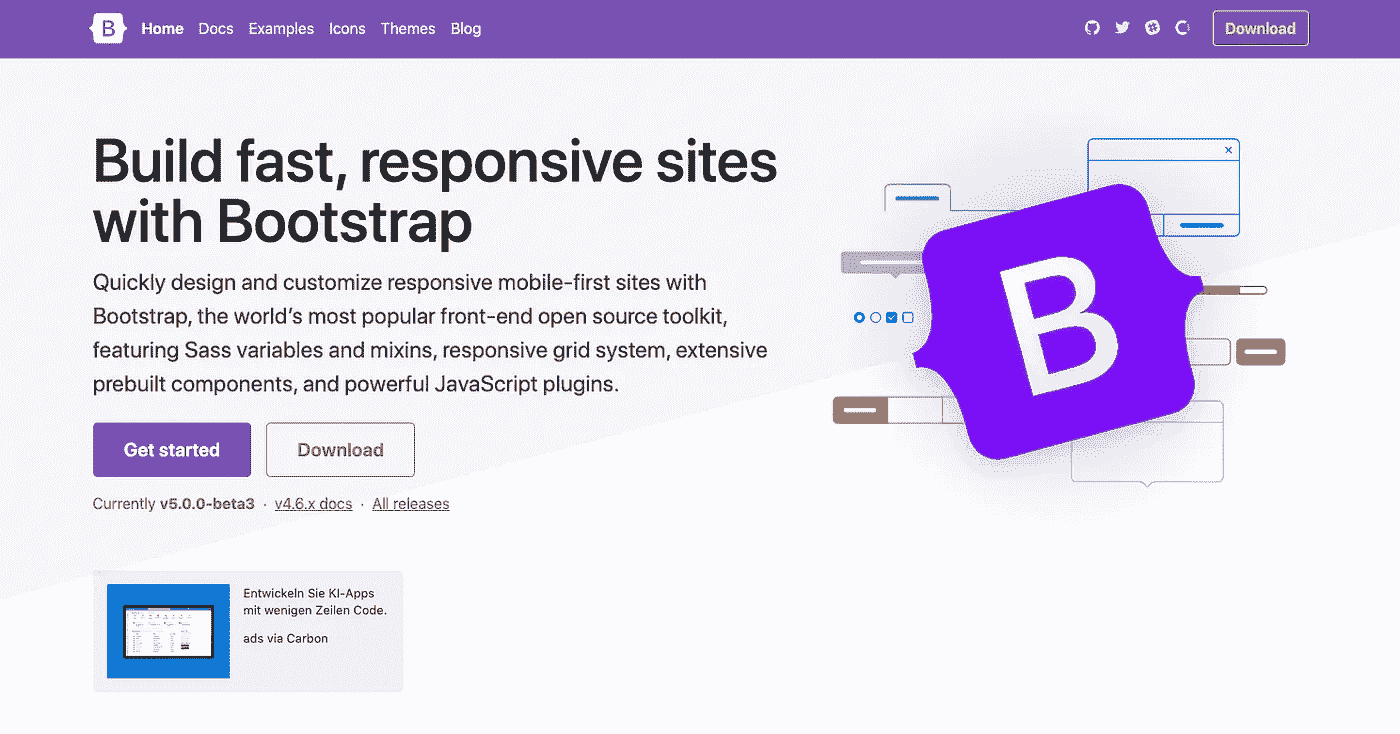 B Home Docs Examples Icons Themes Blog Download
Build fast, responsive sites
with Bootstrap
Quickly design and customize responsive mobile-first sites with
Bootstrap, the world’s most popular front-end open source toolkit,
featuring Sass variables and mixins, responsive grid system, extensive
prebuilt components, and powerful JavaScript plugins.
B
Get started Download
Currently v5.0.0-beta3 · v4.6.x docs · All releases
Entwickeln Sie KI-Apps
mit wenigen Zeilen Code.
ads via Carbon